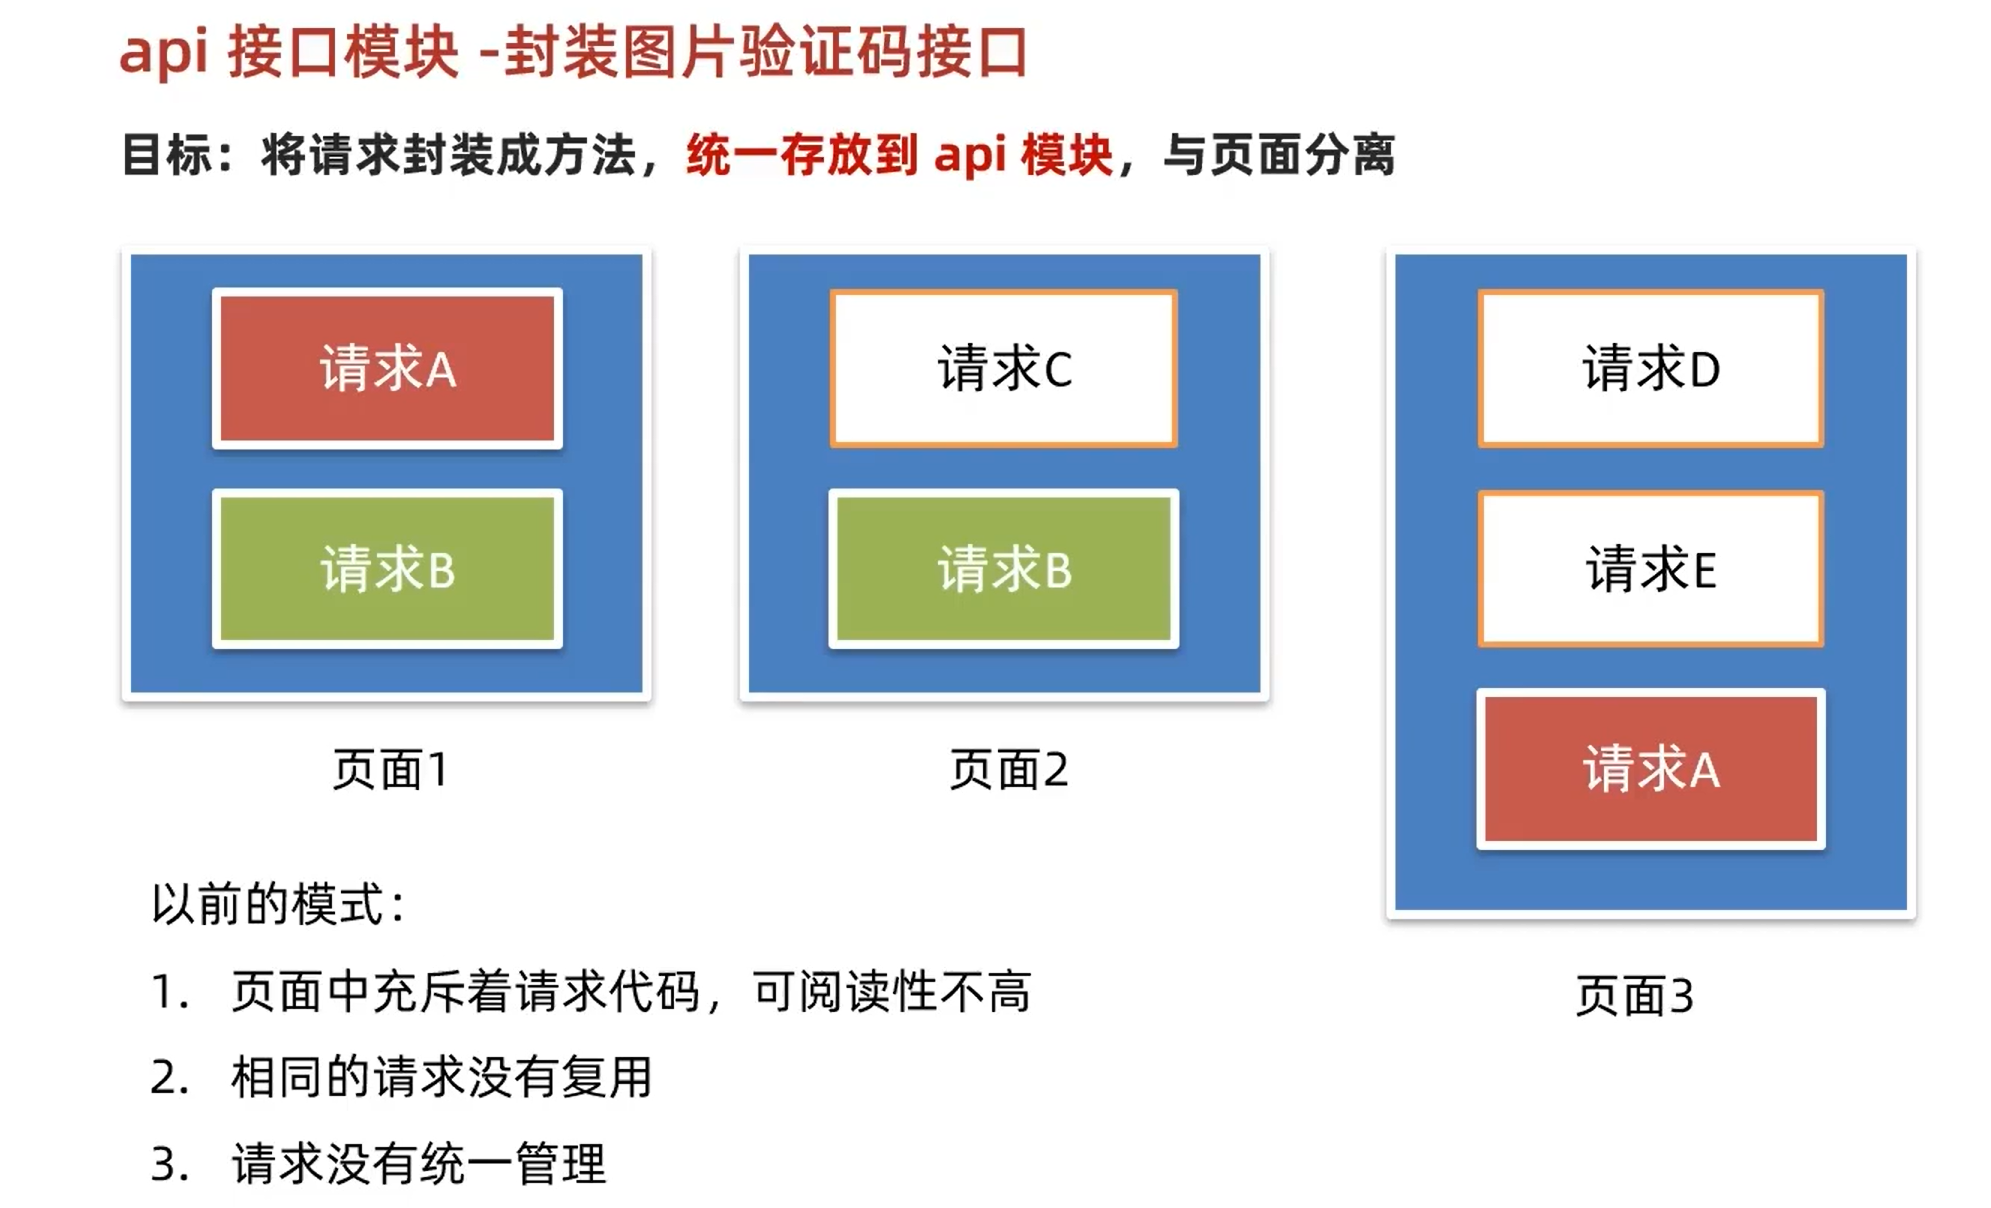 api 接口模块 -封装图片验证码接口
目标：将请求封装成方法，统一存放到 api 模块，与页面分离
请求A
请求B
页面1
请求C
请求B
页面2
请求D
请求E
请求A
页面3
以前的模式：
1. 页面中充斥着请求代码，可阅读性不高
2. 相同的请求没有复用
3. 请求没有统一管理